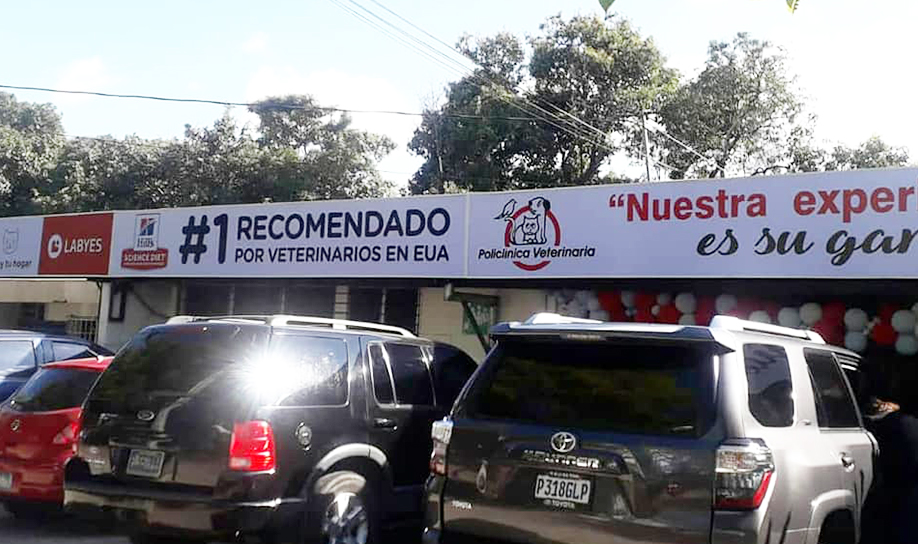 y tu hogar
LABYES
Hill's
SCIENCE DIET
#1 RECOMENDADO
POR VETERINARIOS EN EUA
Policlínica Veterinaria
“Nuestra exper
es su gar
TOYOTA
4RUNNER
P318GLP
TOYOTA